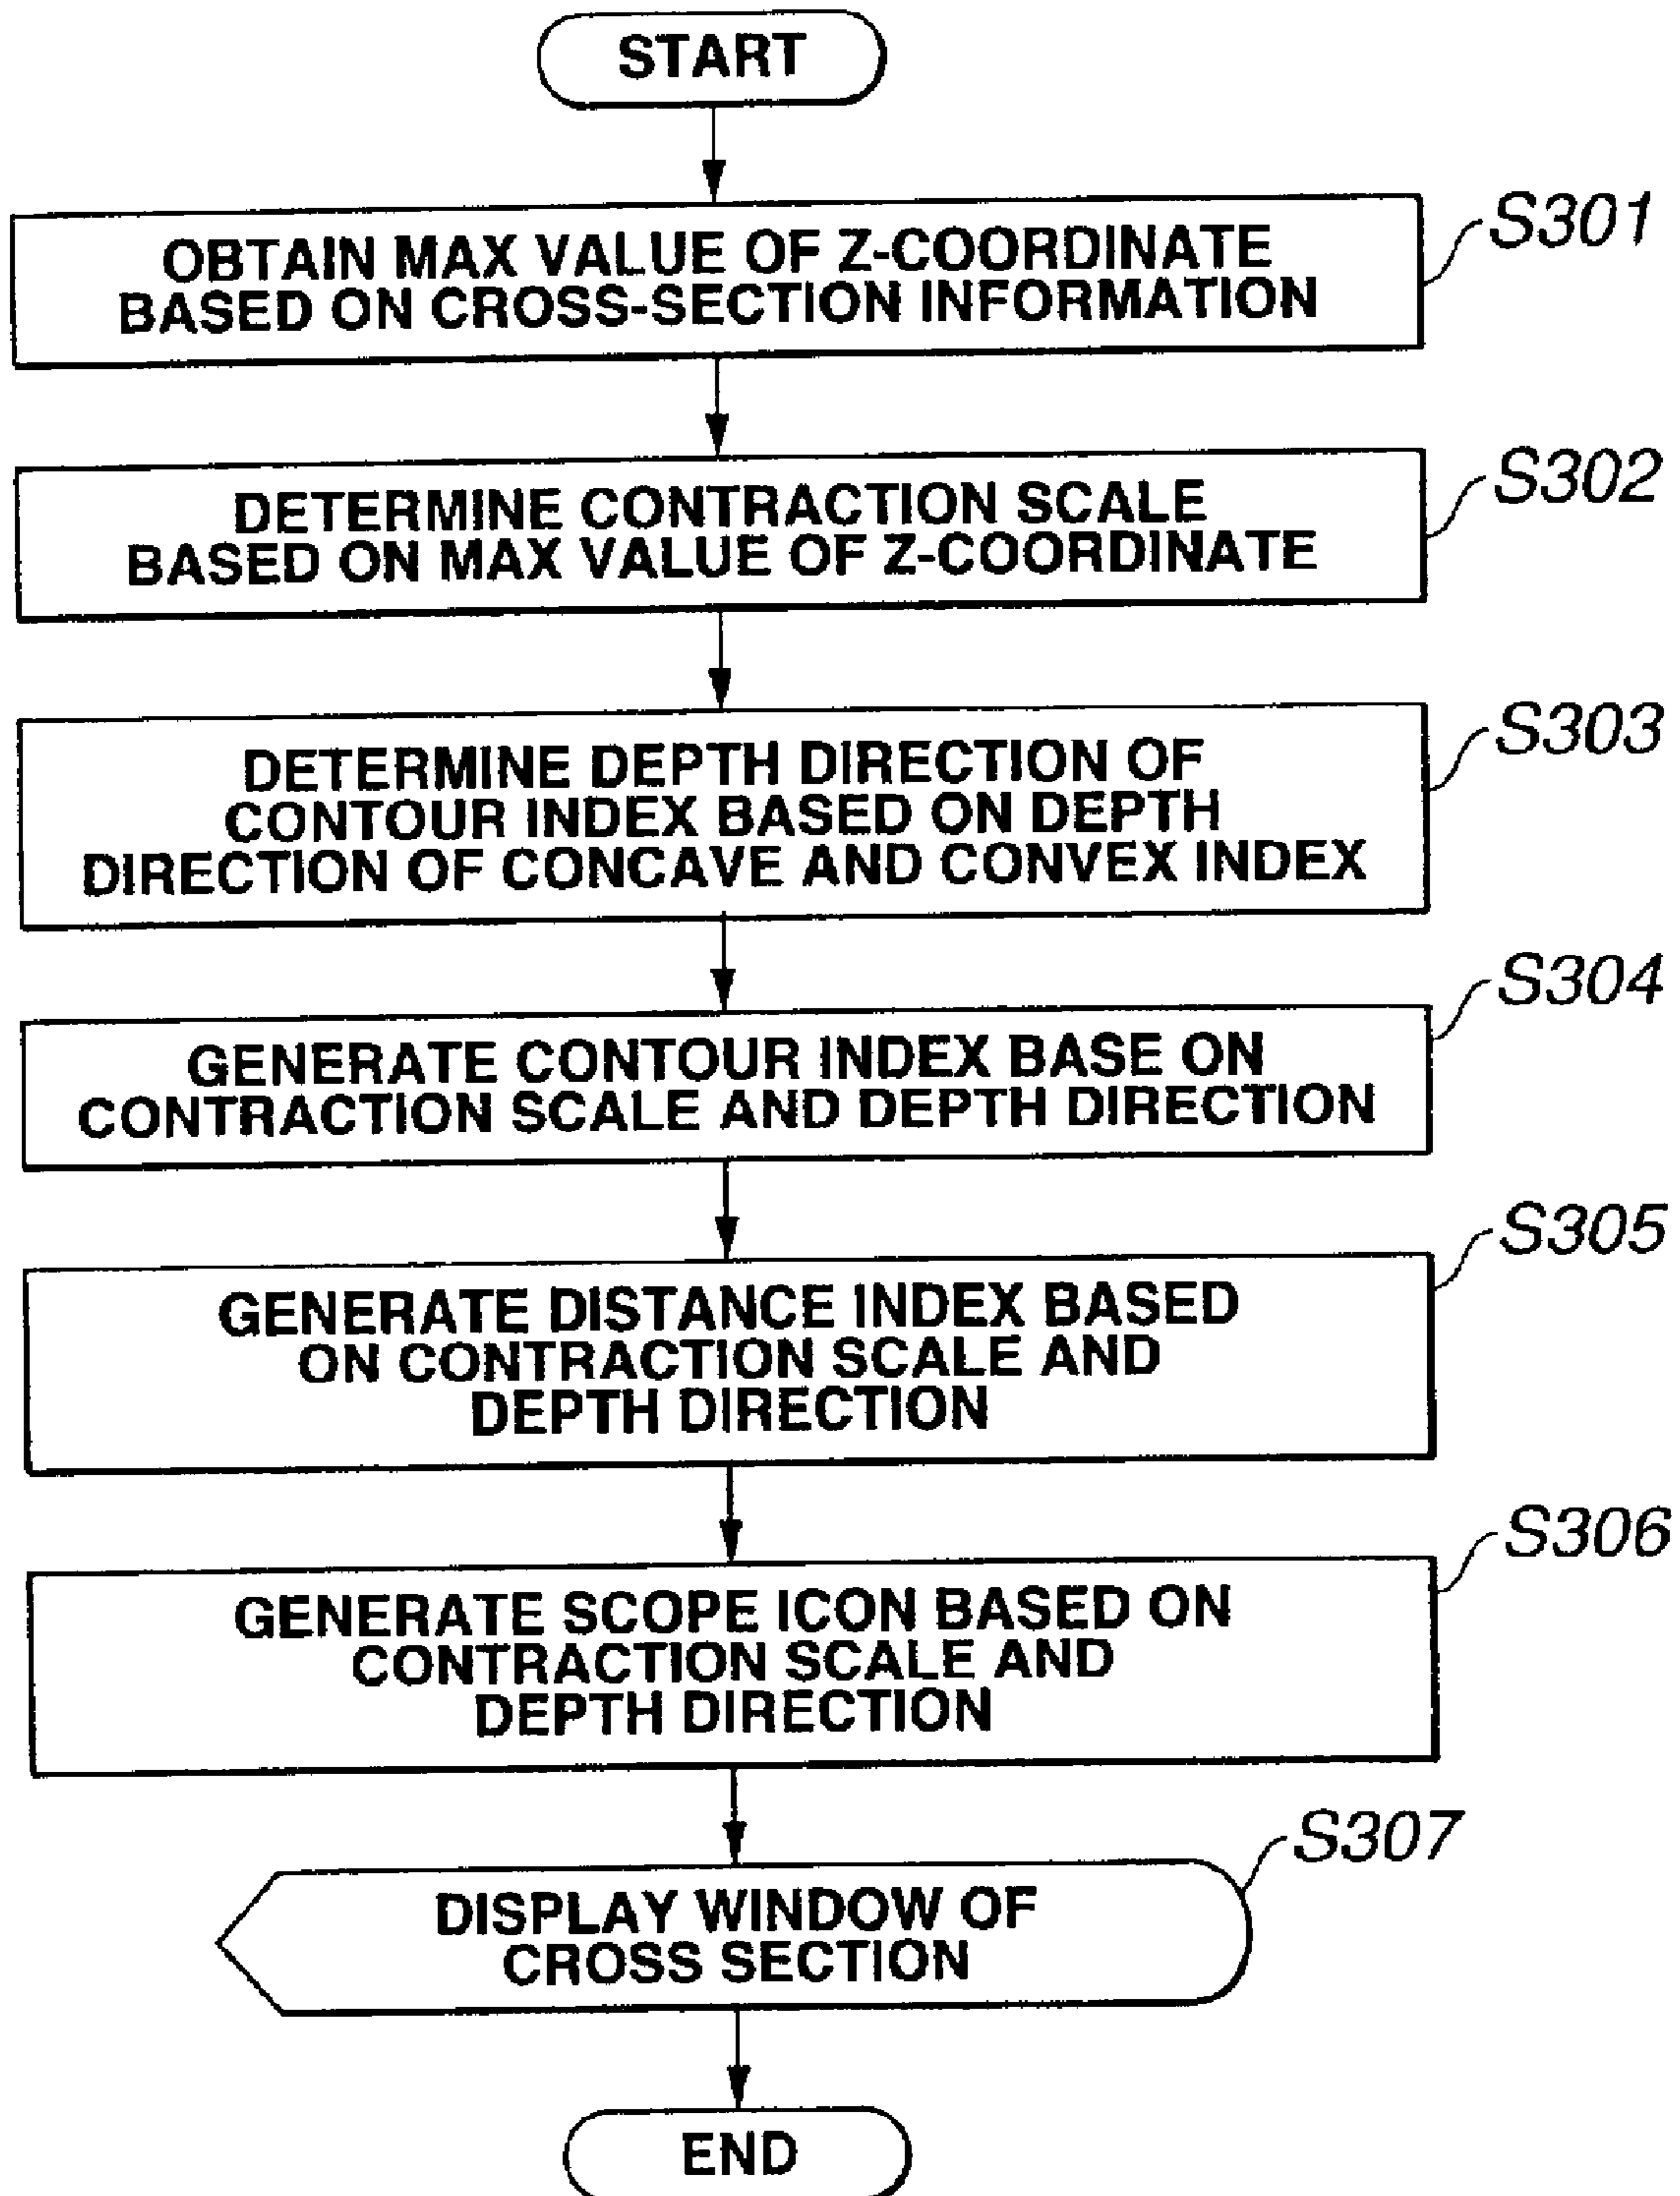 START
S301
OBTAIN MAX VALUE OF Z-COORDINATE
BASED ON CROSS-SECTION INFORMATION
S302
DETERMINE CONTRACTION SCALE
BASED ON MAX VALUE OF Z-COORDINATE
S303
DETERMINE DEPTH DIRECTION OF
CONTOUR INDEX BASED ON DEPTH
DIRECTION OF CONCAVE AND CONVEX INDEX
S304
GENERATE CONTOUR INDEX BASE ON
CONTRACTION SCALE AND DEPTH DIRECTION
S305
GENERATE DISTANCE INDEX BASED
ON CONTRACTION SCALE AND
DEPTH DIRECTION
S306
GENERATE SCOPE ICON BASED ON
CONTRACTION SCALE AND
DEPTH DIRECTION
S307
DISPLAY WINDOW OF
CROSS SECTION
END